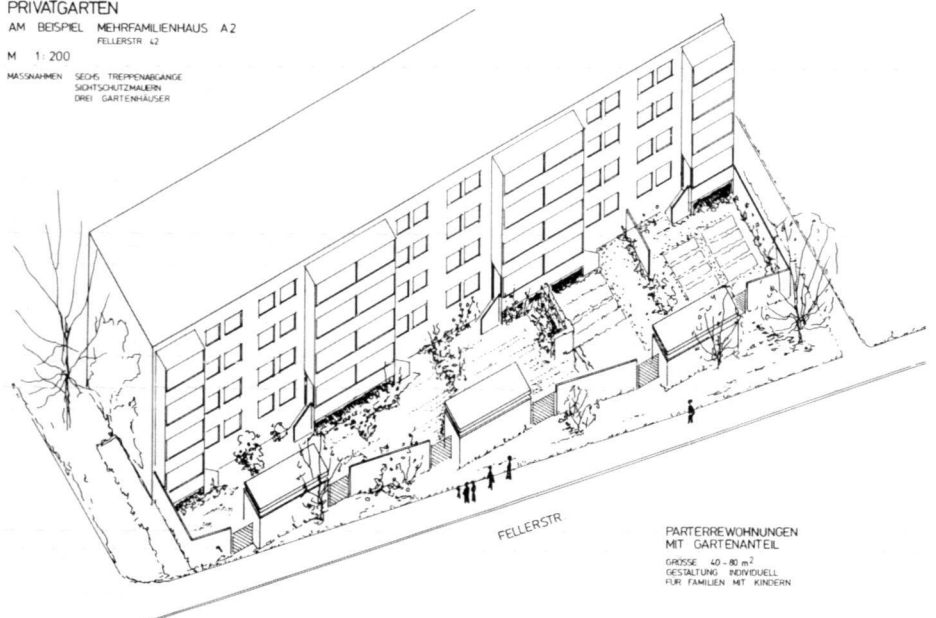 PRIVATGARTEN
AM BEISPIEL MEHRFAMILIENHAUS A2
FELLERSTR 42
M 1:200
MASSNAHMEN SECHS TREPPENABGANGE
SICHTSCHUTZMAUERN
DREI GARTENHÄUSER
FELLERSTR
PARTERREWOHNUNGEN
MIT GARTENANTEIL
GRÖSSE 40-80 m²
GESTALTUNG INDIVIDUELL
FUR FAMILIEN MIT KINDERN